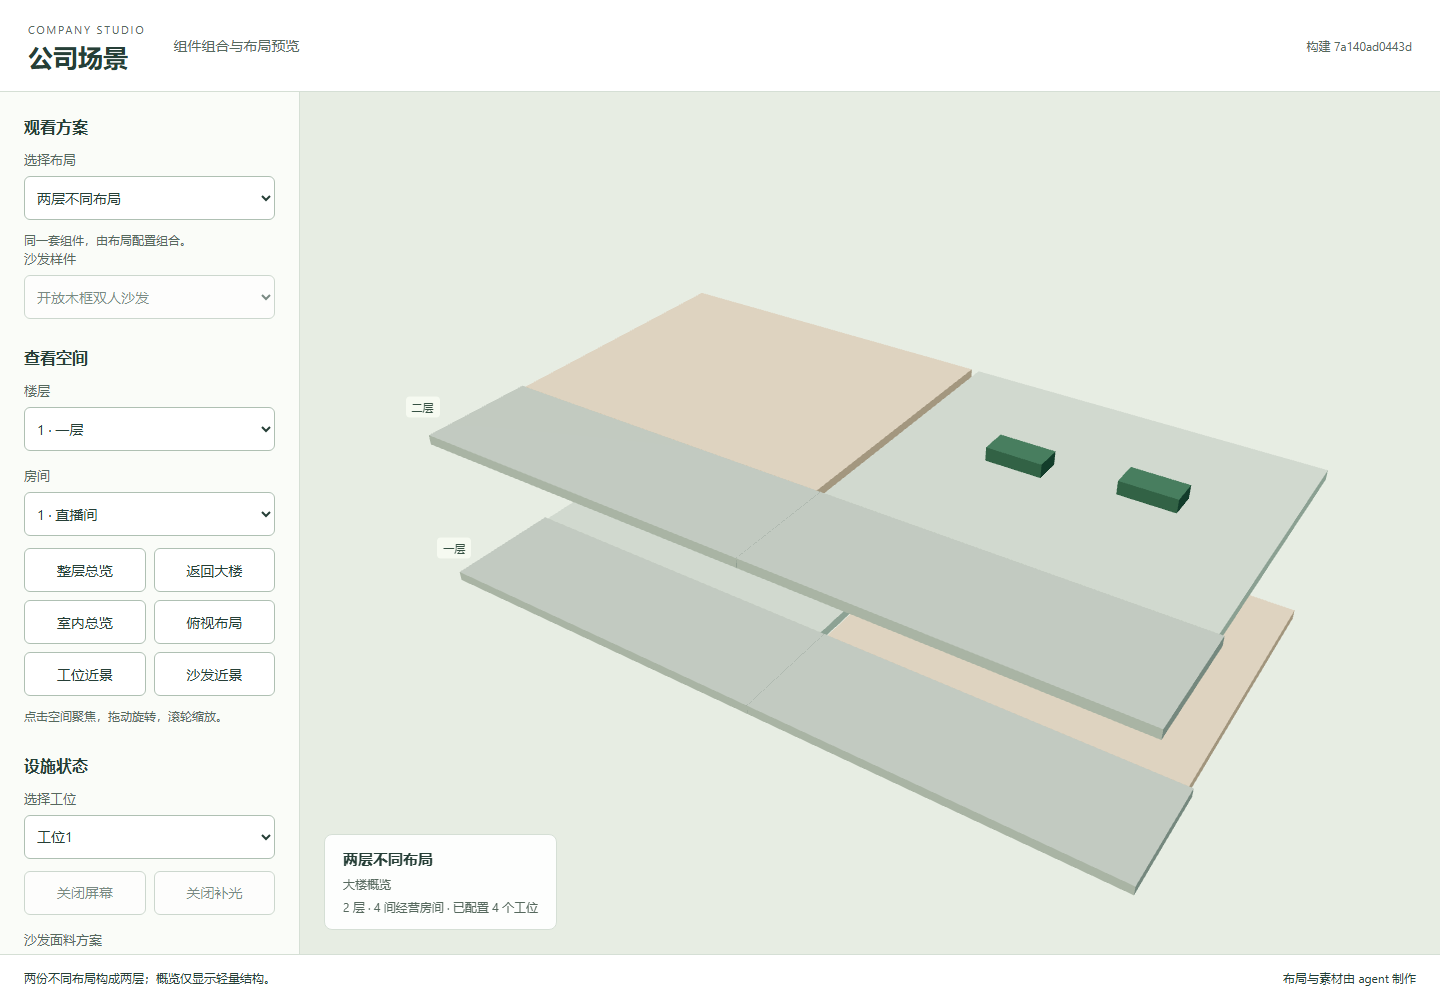 COMPANY STUDIO
公司场景
组件组合与布局预览
构建 7a140ad0443d
观看方案
选择布局
两层不同布局
同一套组件，由布局配置组合。
沙发样件
开放木框双人沙发
查看空间
楼层
1 · 一层
房间
1 · 直播间
整层总览
返回大楼
室内总览
俯视布局
工位近景
沙发近景
点击空间聚焦，拖动旋转，滚轮缩放。
设施状态
选择工位
工位1
关闭屏幕
关闭补光
沙发面料方案
二层
一层
两层不同布局
大楼概览
2 层 · 4 间经营房间 · 已配置 4 个工位
两份不同布局构成两层；概览仅显示轻量结构。
布局与素材由 agent 制作